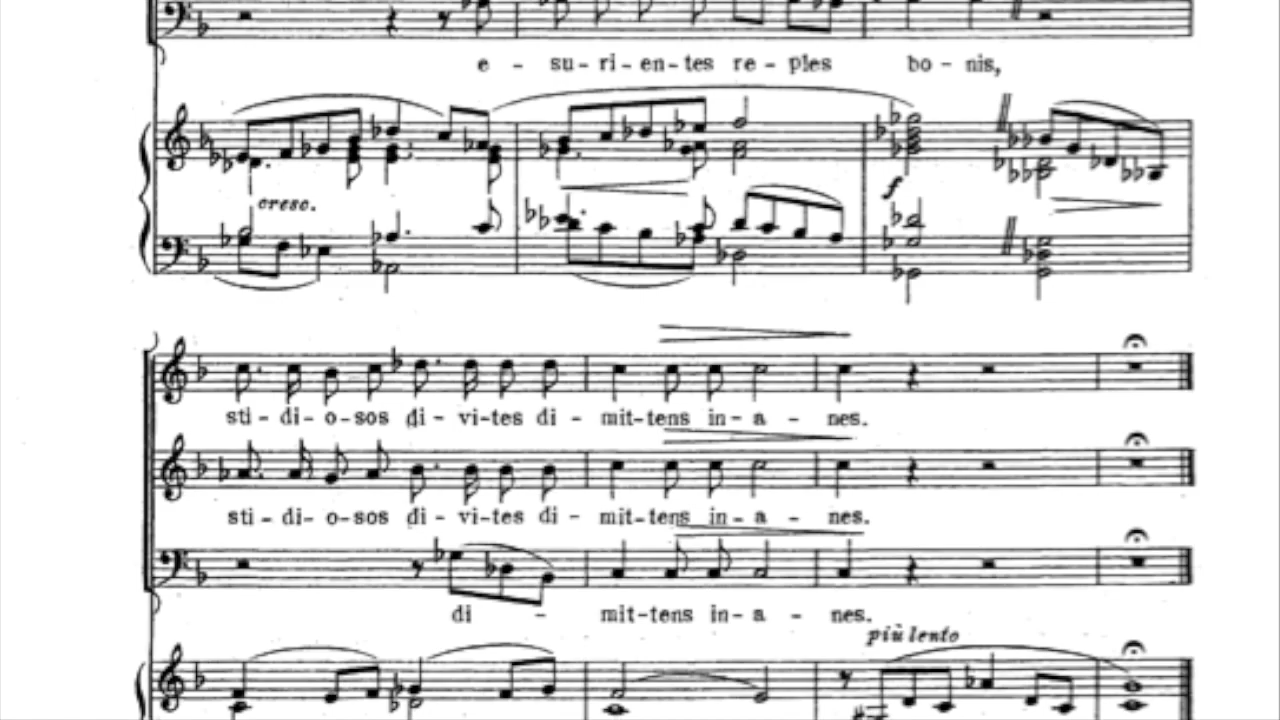 e - su-ri-en-tes re-ples bo-nis,
cresc.
f
sti-di-o-sos di-vi-tes di-mit-tens in-a-nes.
sti-di-o-sos di-vi-tes di-mit-tens in-a-nes.
di - mit-tens in-a-nes.
più lento